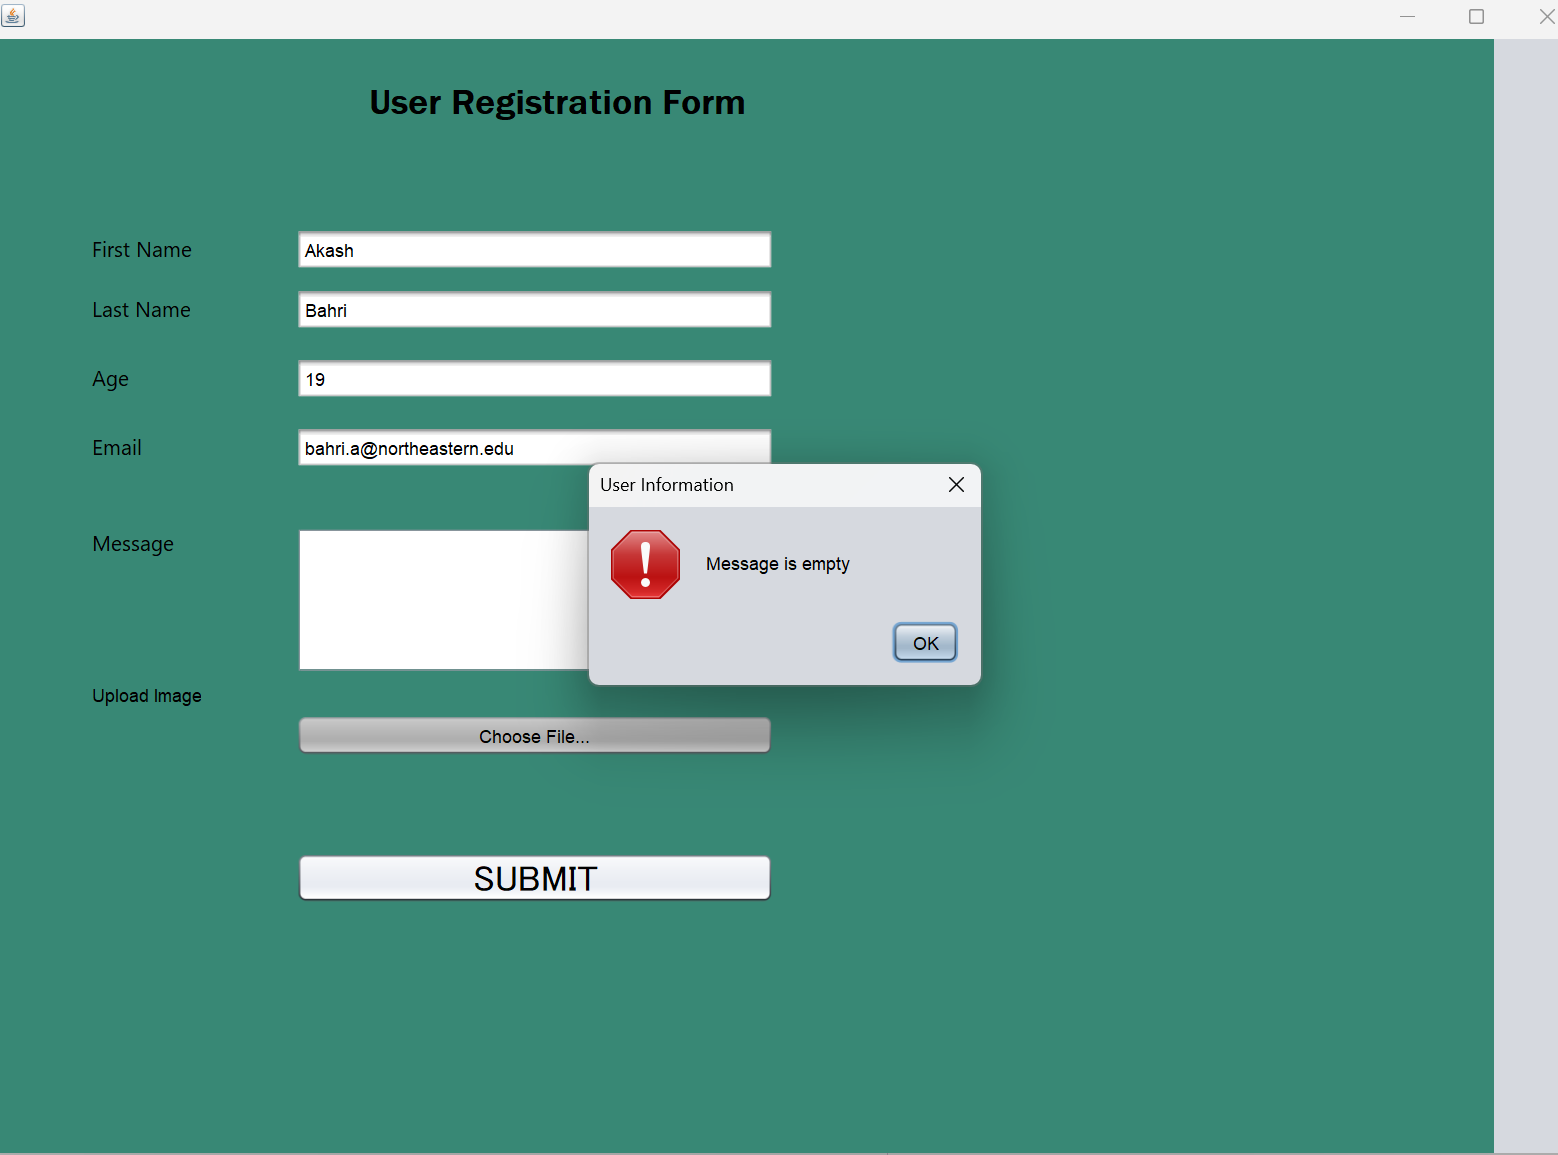 User Registration Form
First Name
Akash
Last Name
Bahri
Age
19
Email
bahri.a@northeastern.edu
User Information
Message is empty
OK
Message
Upload Image
Choose File...
SUBMIT